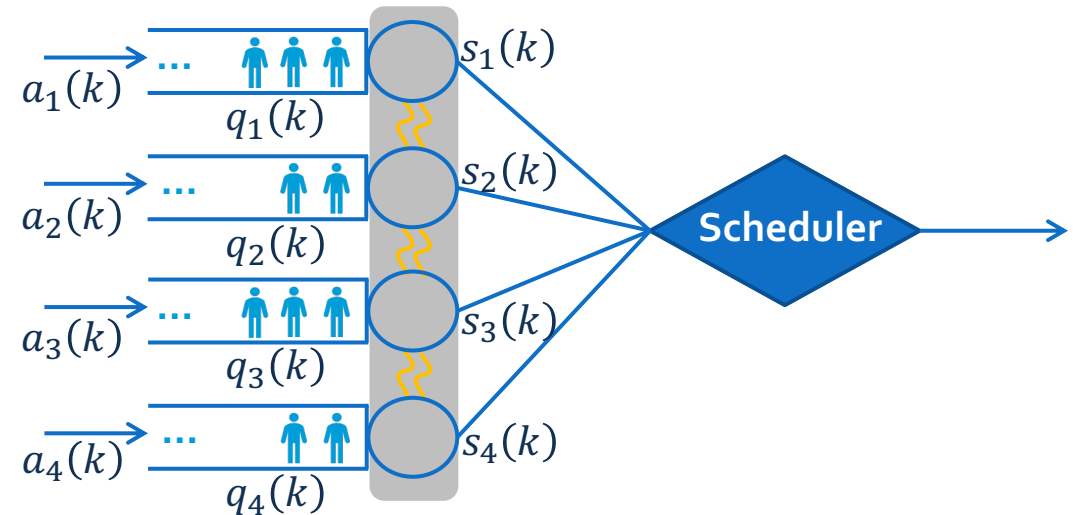 a₁(k) ... q₁(k) s₁(k)
a₂(k) ... q₂(k) s₂(k)
Scheduler
a₃(k) ... q₃(k) s₃(k)
a₄(k) ... q₄(k) s₄(k)